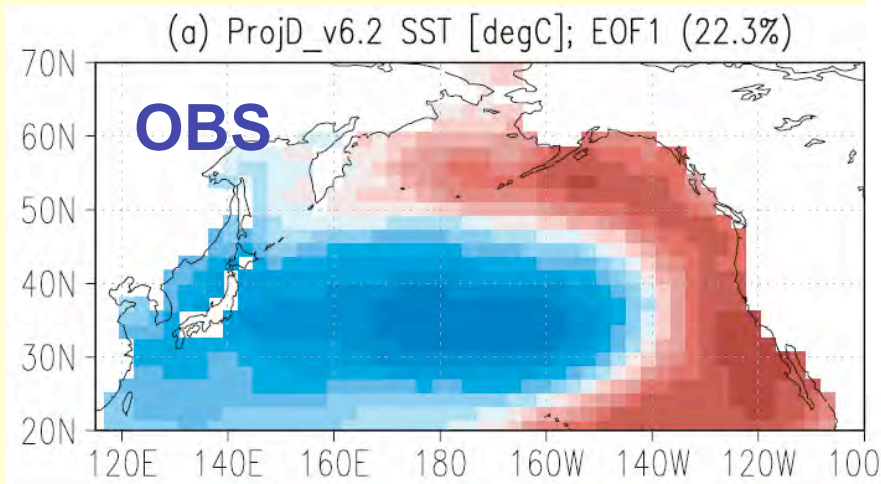 (a) ProjD_v6.2 SST [degC]; EOF1 (22.3%)
70N
OBS
60N
50N
40N
30N
20N
120E 140E 160E 180 160W 140W 120W 100